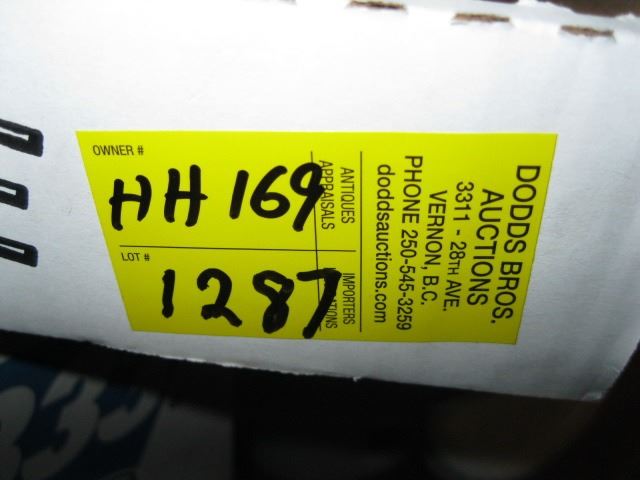 OWNER #
HH 169
LOT #
1287
ANTIQUES
APPRAISALS
IMPORTERS
DODDS BROS.
AUCTIONS
3311 - 28TH AVE.
VERNON, B.C.
PHONE 250-545-3259
doddsauctions.com